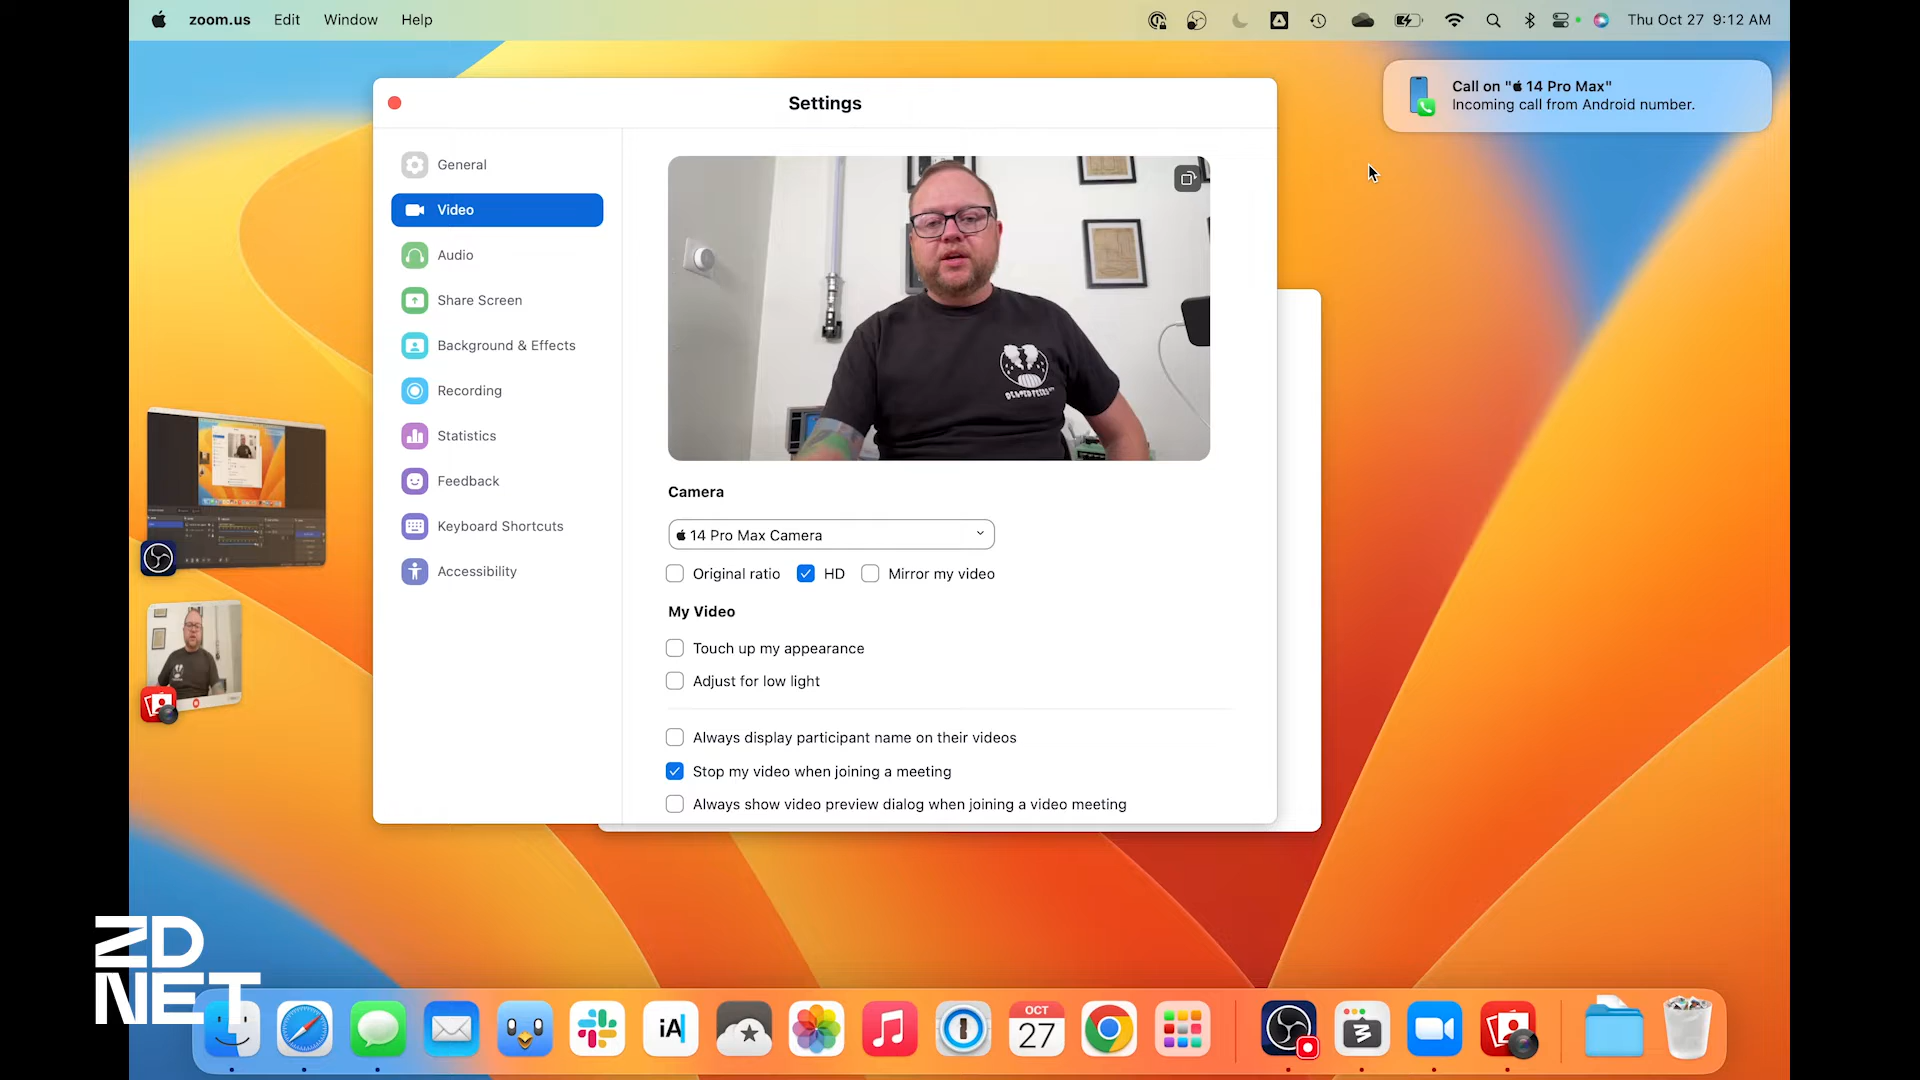 zoom.us Edit Window Help
Thu Oct 27 9:12 AM
Call on " 14 Pro Max"
Incoming call from Android number.
Settings
General
Video
Audio
Share Screen
Background & Effects
Recording
Statistics
Feedback
Keyboard Shortcuts
Accessibility
Camera
14 Pro Max Camera
Original ratio HD Mirror my video
My Video
Touch up my appearance
Adjust for low light
Always display participant name on their videos
Stop my video when joining a meeting
Always show video preview dialog when joining a video meeting
ZD
NET
iA
OCT
27